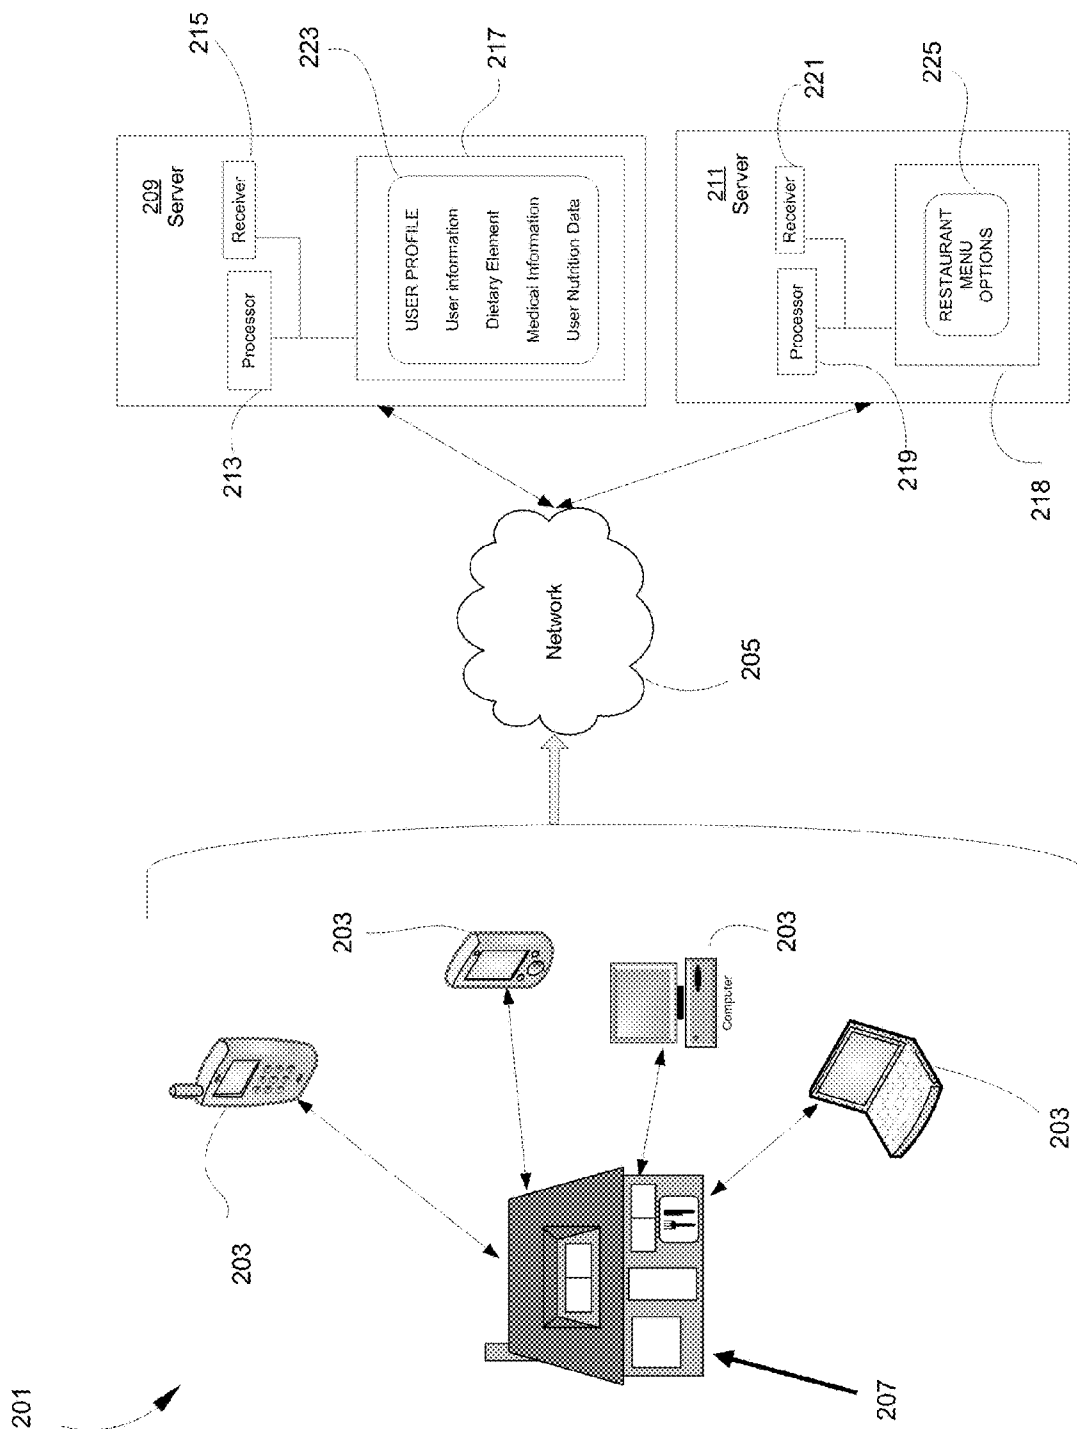 201
203
203
203
Computer
203
207
Network
205
209
Server
Processor
Receiver
213
215
USER PROFILE
User information
Dietary Element
Medical Information
User Nutrition Date
223
217
211
Server
Processor
Receiver
219
221
RESTAURANT
MENU
OPTIONS
218
225